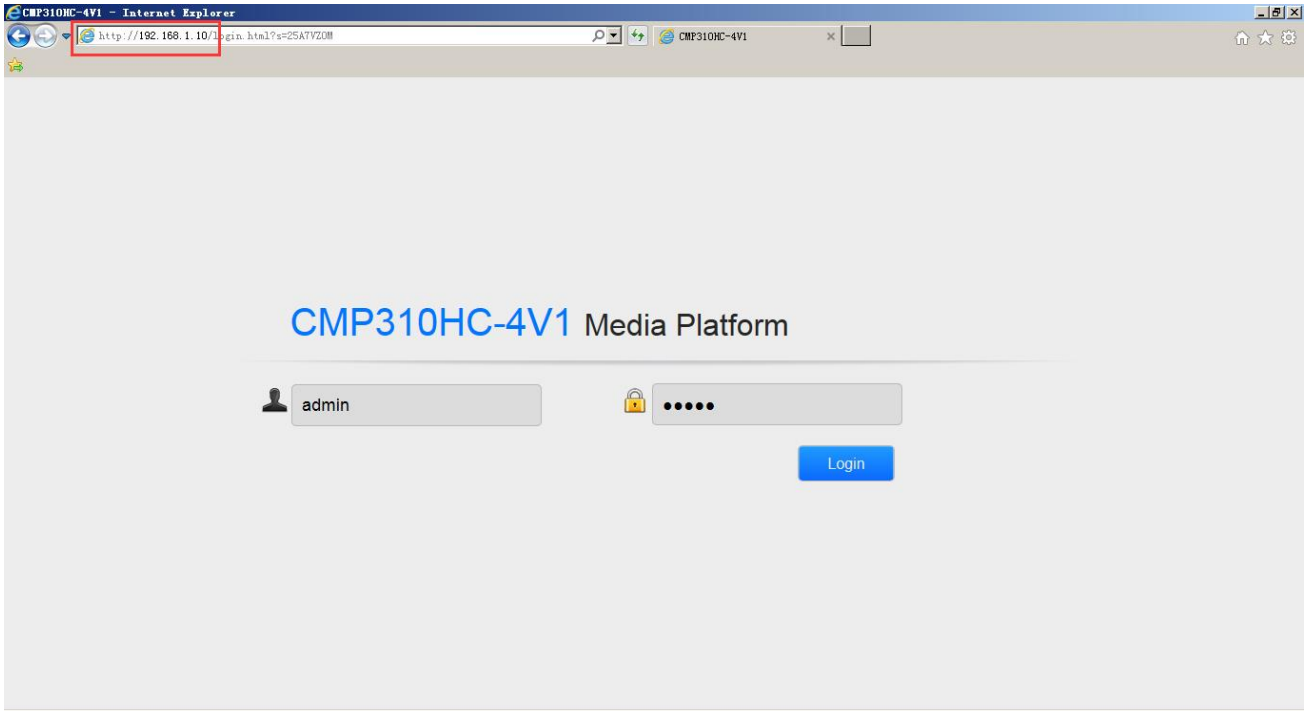 CMP310HC-4V1 - Internet Explorer
http://192.168.1.10/login.html?s=25A7VZOM
CMP310HC-4V1
CMP310HC-4V1 Media Platform
admin
●●●●●
Login